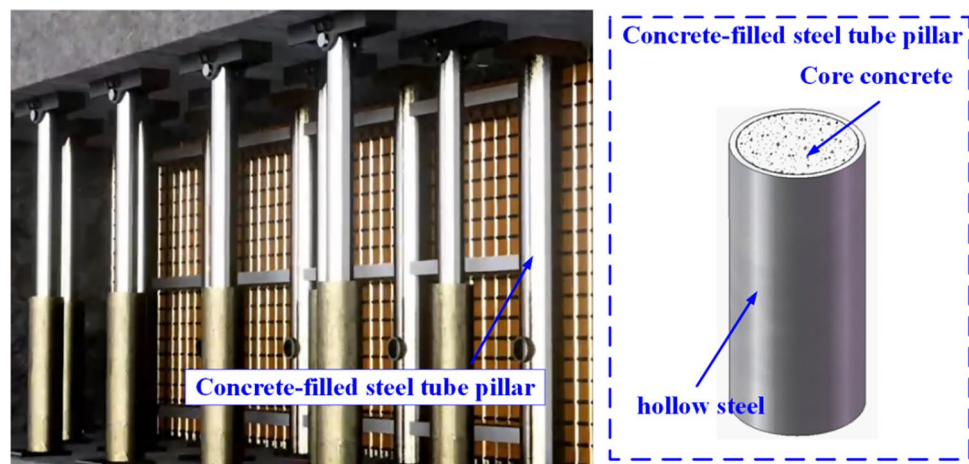 Concrete-filled steel tube pillar
Concrete-filled steel tube pillar
Core concrete
hollow steel